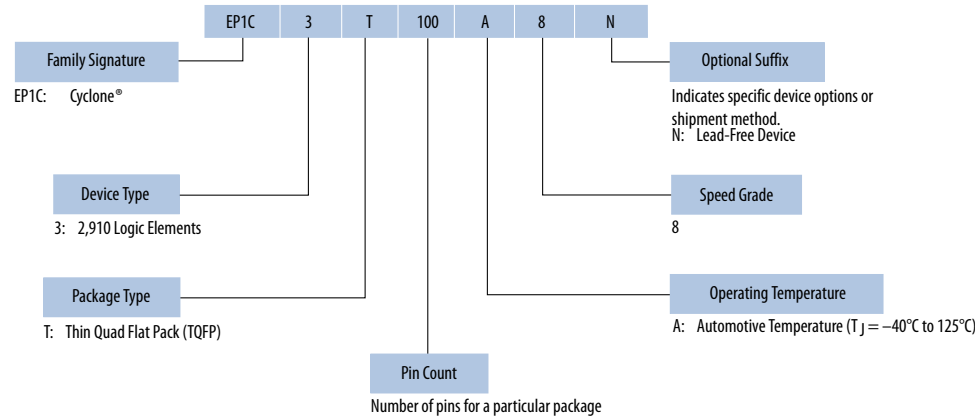 EP1C 3 T 100 A 8 N
Family Signature
EP1C: Cyclone®
Optional Suffix
Indicates specific device options or
shipment method.
N: Lead-Free Device
Device Type
3: 2,910 Logic Elements
Speed Grade
8
Package Type
T: Thin Quad Flat Pack (TQFP)
Operating Temperature
A: Automotive Temperature (T J = –40°C to 125°C)
Pin Count
Number of pins for a particular package